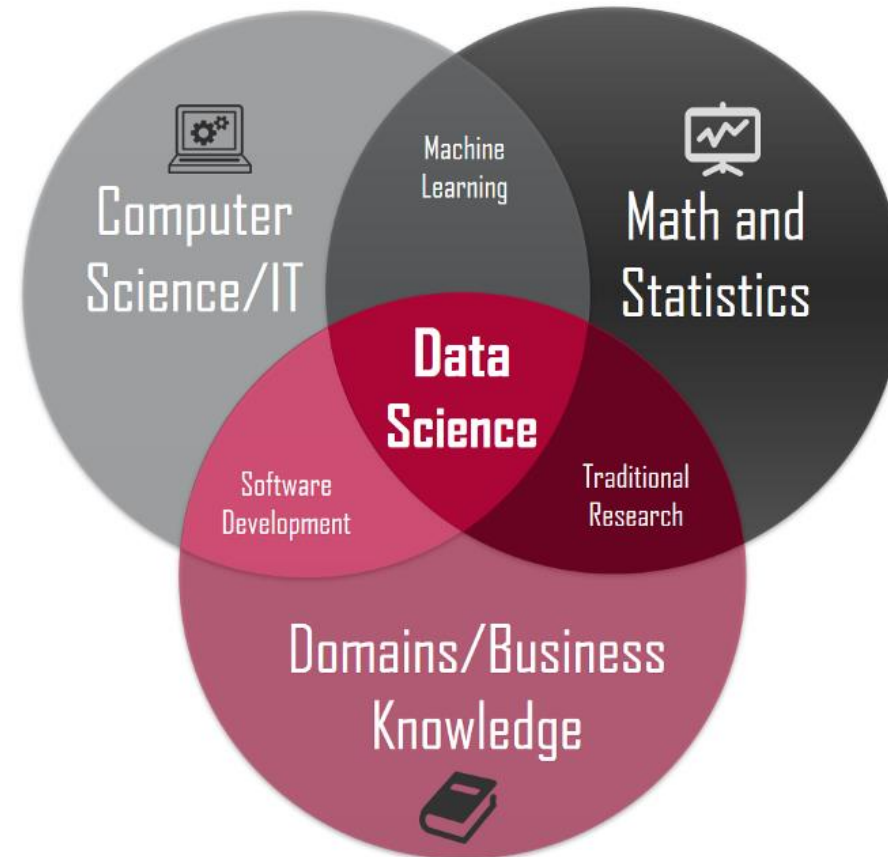 Computer
Science/IT
Machine
Learning
Math and
Statistics
Data
Science
Software
Development
Traditional
Research
Domains/Business
Knowledge